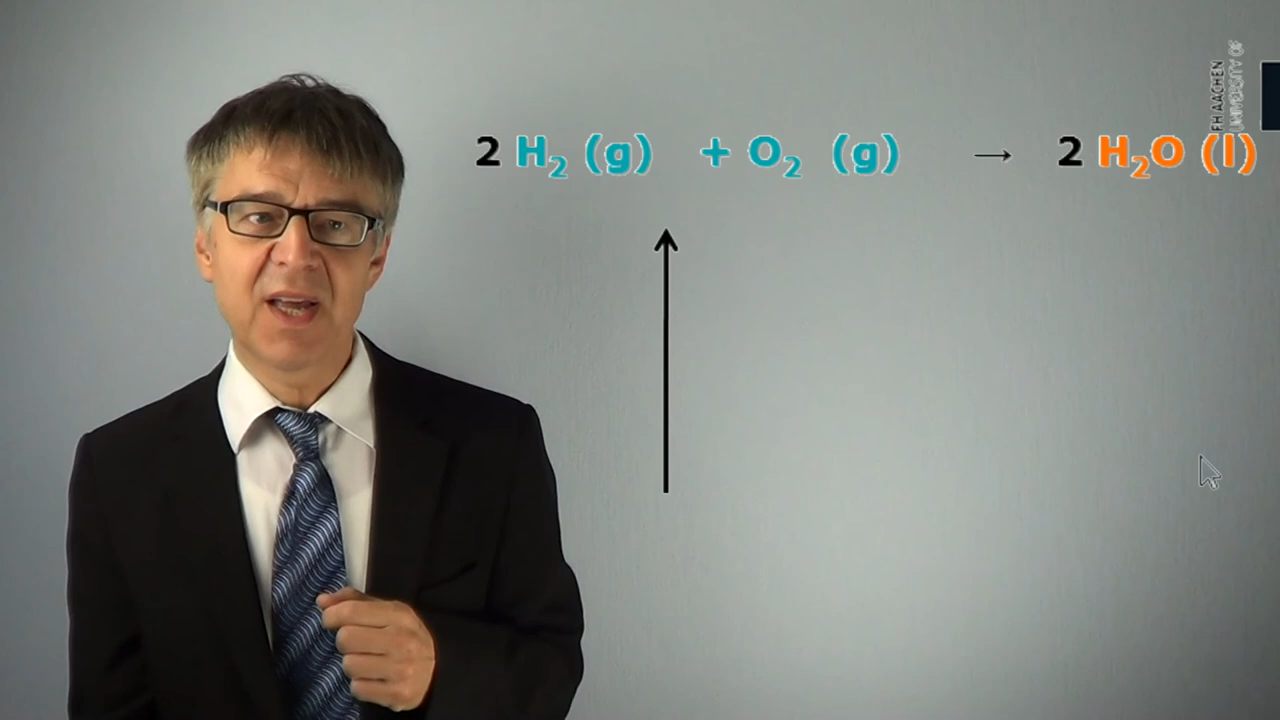 2 H₂ (g) + O₂ (g) → 2 H₂O (l)
FH AACHEN
UNIVERSITY OF